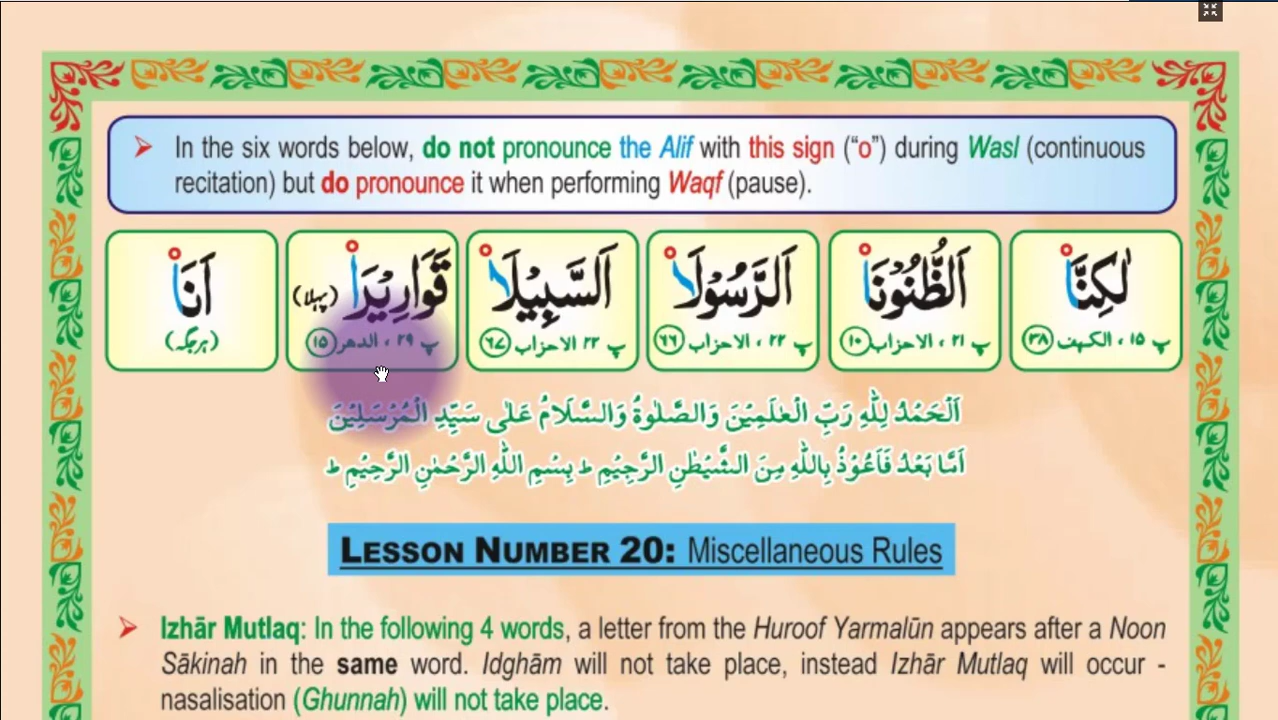 ➤ In the six words below, do not pronounce the Alif with this sign (“o”) during Wasl (continuous
recitation) but do pronounce it when performing Waqf (pause).
لٰكِنَّا۟
پ ۱۵ ، الكهف ۳۸
اَلظُّنُوْنَا۟
پ ۲۱ ، الاحزاب ۱۰
اَلرَّسُوْلَا۟
پ ۲۲ ، الاحزاب ۶۶
اَلسَّبِيْلَا۟
پ ۲۲ الاحزاب ۶۷
قَوَارِيْرَا۟ (پہلا)
پ ۲۹ ، الدھر ۱۵
اَنَا۟
(ہر جگہ)
اَلْحَمْدُ لِلّٰهِ رَبِّ الْعٰلَمِيْنَ وَالصَّلٰوةُ وَالسَّلَامُ عَلٰى سَيِّدِ الْمُرْسَلِيْنَ
اَمَّا بَعْدُ فَاَعُوْذُ بِاللّٰهِ مِنَ الشَّيْطٰنِ الرَّجِيْمِ ؕ بِسْمِ اللّٰهِ الرَّحْمٰنِ الرَّحِيْمِ ؕ
LESSON NUMBER 20: Miscellaneous Rules
➤ Izhār Mutlaq: In the following 4 words, a letter from the Huroof Yarmalūn appears after a Noon
Sākinah in the same word. Idghām will not take place, instead Izhār Mutlaq will occur -
nasalisation (Ghunnah) will not take place.